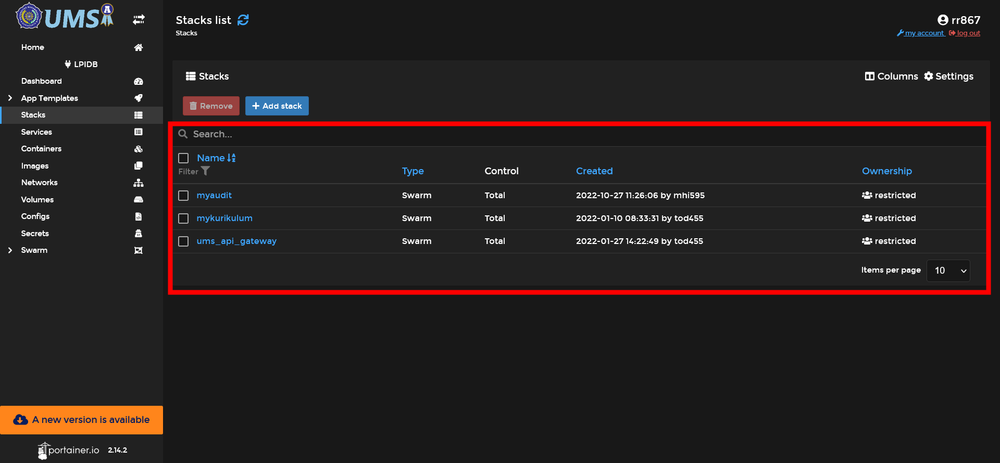 UMS A
Home
LPIDB
Dashboard
App Templates
Stacks
Services
Containers
Images
Networks
Volumes
Configs
Secrets
Swarm
A new version is available
portainer.io 2.14.2
Stacks list
Stacks
rr867
my account log out
Stacks
Columns Settings
Remove Add stack
Search...
Name
Filter Type Control Created Ownership
myaudit Swarm Total 2022-10-27 11:26:06 by mhi595 restricted
mykurikulum Swarm Total 2022-01-10 08:33:31 by tod455 restricted
ums_api_gateway Swarm Total 2022-01-27 14:22:49 by tod455 restricted
Items per page 10